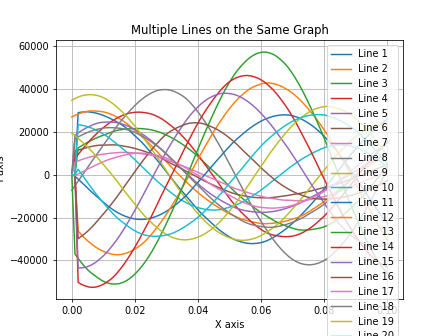 Multiple Lines on the Same Graph
60000
40000
20000
0
−20000
−40000
0.00
0.02
0.04
0.06
X axis
Line 1
Line 2
Line 3
Line 4
Line 5
Line 6
Line 7
Line 8
Line 9
Line 10
Line 11
Line 12
Line 13
Line 14
Line 15
Line 16
Line 17
Line 18
Line 19
Line 20